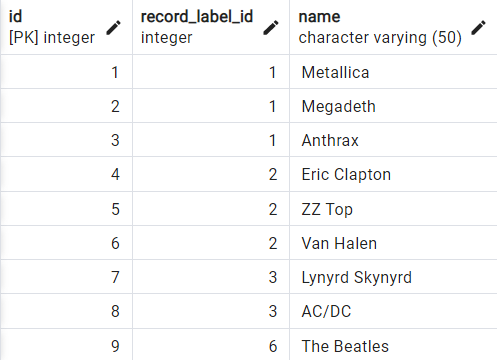 id record_label_id name
[PK] integer integer character varying (50)
1 1 Metallica
2 1 Megadeth
3 1 Anthrax
4 2 Eric Clapton
5 2 ZZ Top
6 2 Van Halen
7 3 Lynyrd Skynyrd
8 3 AC/DC
9 6 The Beatles